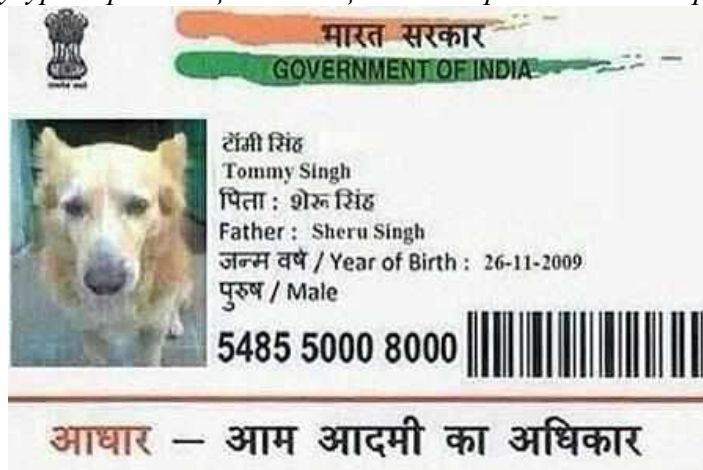 भारत सरकार
GOVERNMENT OF INDIA
टॉमी सिंह
Tommy Singh
पिता : शेरू सिंह
Father : Sheru Singh
जन्म वर्ष / Year of Birth : 26-11-2009
पुरुष / Male
5485 5000 8000
आधार – आम आदमी का अधिकार